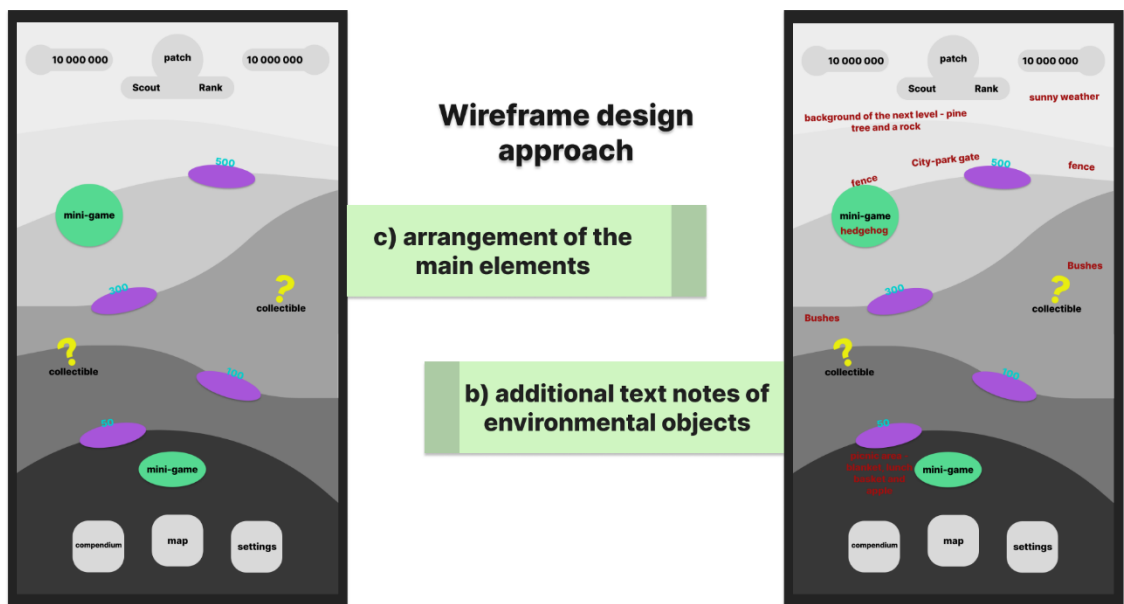 10 000 000
patch
10 000 000
Scout
Rank
500
mini-game
300
collectible
collectible
100
50
mini-game
compendium
map
settings
Wireframe design
approach
c) arrangement of the
main elements
b) additional text notes of
environmental objects
10 000 000
patch
10 000 000
Scout
Rank
sunny weather
background of the next level - pine
tree and a rock
City-park gate
500
fence
fence
mini-game
hedgehog
Bushes
300
collectible
Bushes
collectible
100
50
mini-game
compendium
map
settings